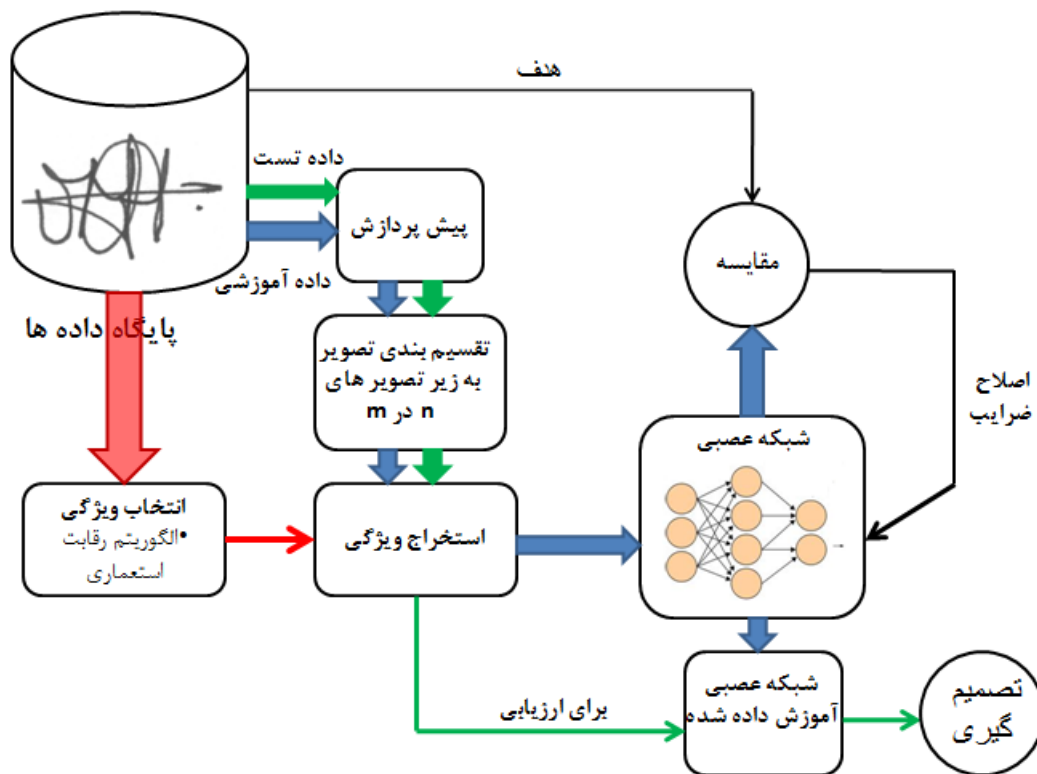 هدف
داده تست
پیش پردازش
داده آموزشی
مقایسه
پایگاه داده ها
تقسیم بندی تصویر
به زیر تصویر های
n در m
اصلاح
ضرایب
شبکه عصبی
انتخاب ویژگی
•الگوریتم رقابت
استعماری
استخراج ویژگی
شبکه عصبی
آموزش داده شده
برای ارزیابی
تصمیم
گیری